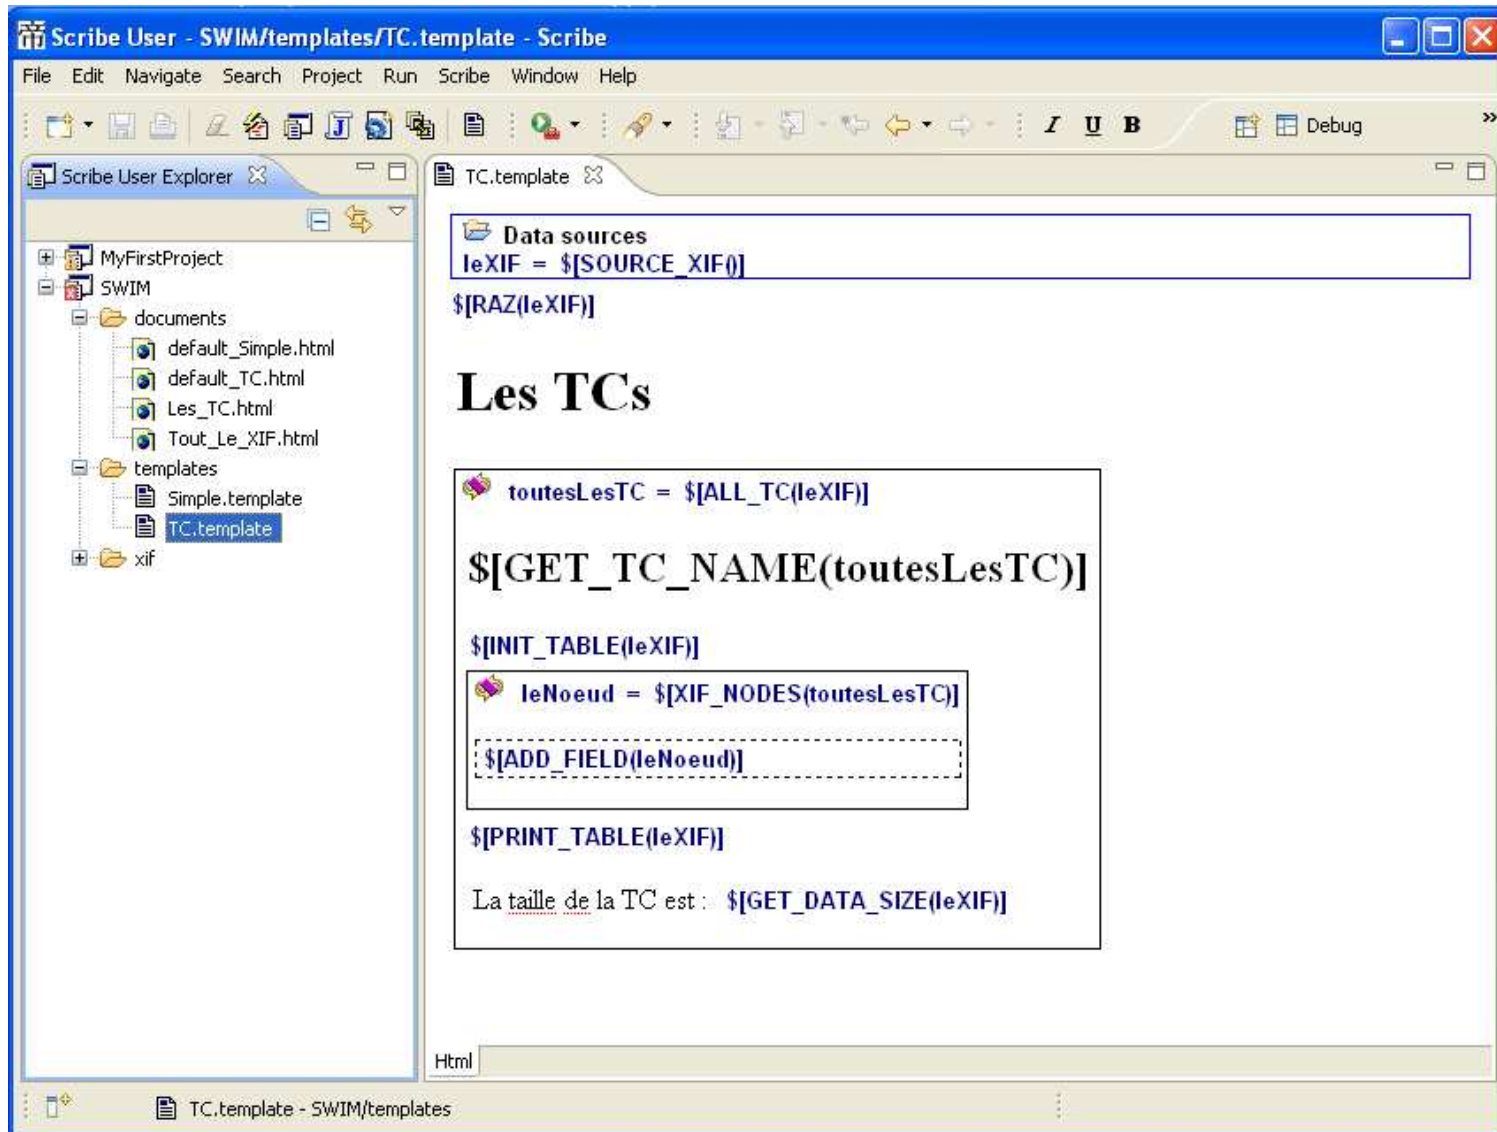 Scribe User - SWIM/templates/TC.template - Scribe
File Edit Navigate Search Project Run Scribe Window Help
I U B Debug »
Scribe User Explorer
MyFirstProject
SWIM
documents
default_Simple.html
default_TC.html
Les_TC.html
Tout_Le_XIF.html
templates
Simple.template
TC.template
xif
TC.template
Data sources
leXIF = $[SOURCE_XIF()]
$[RAZ(leXIF)]
Les TCs
toutesLesTC = $[ALL_TC(leXIF)]
$[GET_TC_NAME(toutesLesTC)]
$[INIT_TABLE(leXIF)]
leNoeud = $[XIF_NODES(toutesLesTC)]
$[ADD_FIELD(leNoeud)]
$[PRINT_TABLE(leXIF)]
La taille de la TC est : $[GET_DATA_SIZE(leXIF)]
Html
TC.template - SWIM/templates